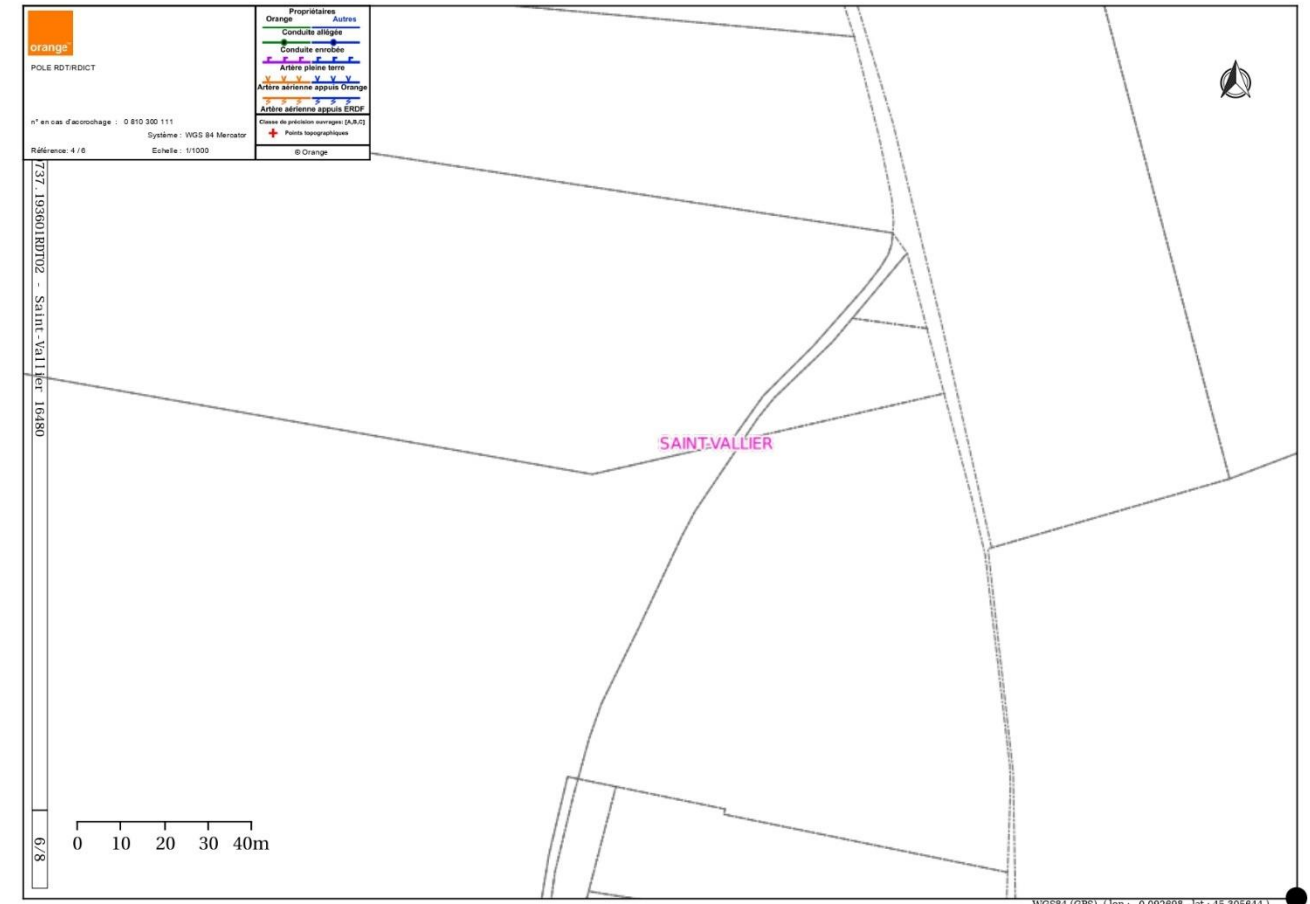 orange™
POLE RDT/RDICT
n° en cas d'accrochage : 0 810 300 111
Système : WGS 84 Mercator
Référence: 4 / 6 Echelle : 1/1000
Propriétaires
Orange Autres
Conduite allégée
Conduite enrobée
Artère pleine terre
Artère aérienne appuis Orange
Artère aérienne appuis ERDF
Classe de précision ouvrages: [A,B,C]
Points topographiques
© Orange
737.193601RDT02 - Saint-Vallier 16480
SAINT-VALLIER
6/8
0 10 20 30 40m